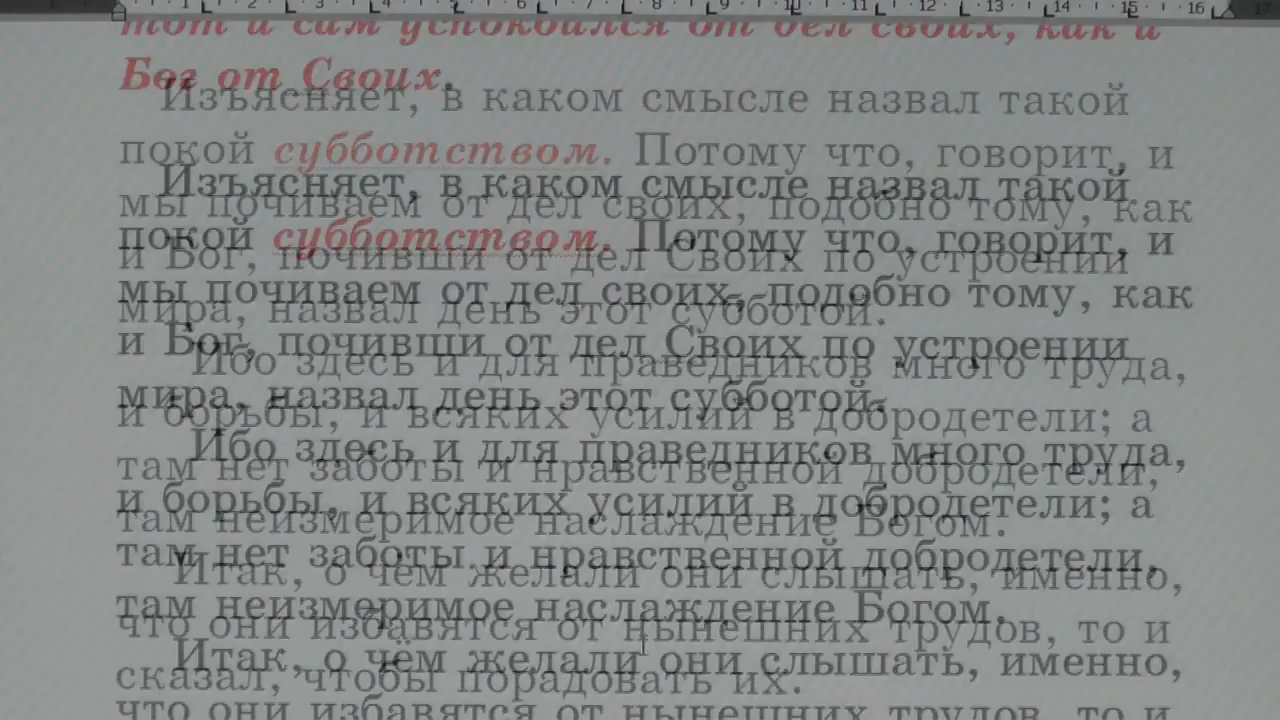 тот и сам успокоился от дел своих, как и
Бог от Своих.
Изъясняет, в каком смысле назвал такой
покой субботством. Потому что, говорит, и
мы почиваем от дел своих, подобно тому, как
и Бог, почивши от дел Своих по устроении
мира, назвал день этот субботой.
Ибо здесь и для праведников много труда,
и борьбы, и всяких усилий в добродетели; а
там нет заботы и нравственной добродетели,
там неизмеримое наслаждение Богом.
Итак, о чём желали они слышать, именно,
что они избавятся от нынешних трудов, то и
сказал, чтобы порадовать их.